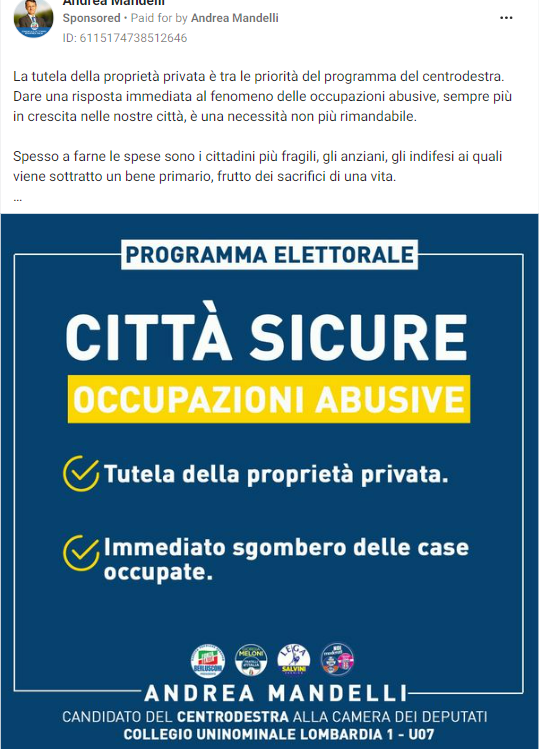 Andrea Mandelli
Sponsored • Paid for by Andrea Mandelli
ID: 6115174738512646
La tutela della proprietà privata è tra le priorità del programma del centrodestra.
Dare una risposta immediata al fenomeno delle occupazioni abusive, sempre più
in crescita nelle nostre città, è una necessità non più rimandabile.
Spesso a farne le spese sono i cittadini più fragili, gli anziani, gli indifesi ai quali
viene sottratto un bene primario, frutto dei sacrifici di una vita.
...
PROGRAMMA ELETTORALE
CITTÀ SICURE
OCCUPAZIONI ABUSIVE
Tutela della proprietà privata.
Immediato sgombero delle case
occupate.
BERLUSCONI
MELONI
LEGA
SALVINI
ANDREA MANDELLI
CANDIDATO DEL CENTRODESTRA ALLA CAMERA DEI DEPUTATI
COLLEGIO UNINOMINALE LOMBARDIA 1 - U07